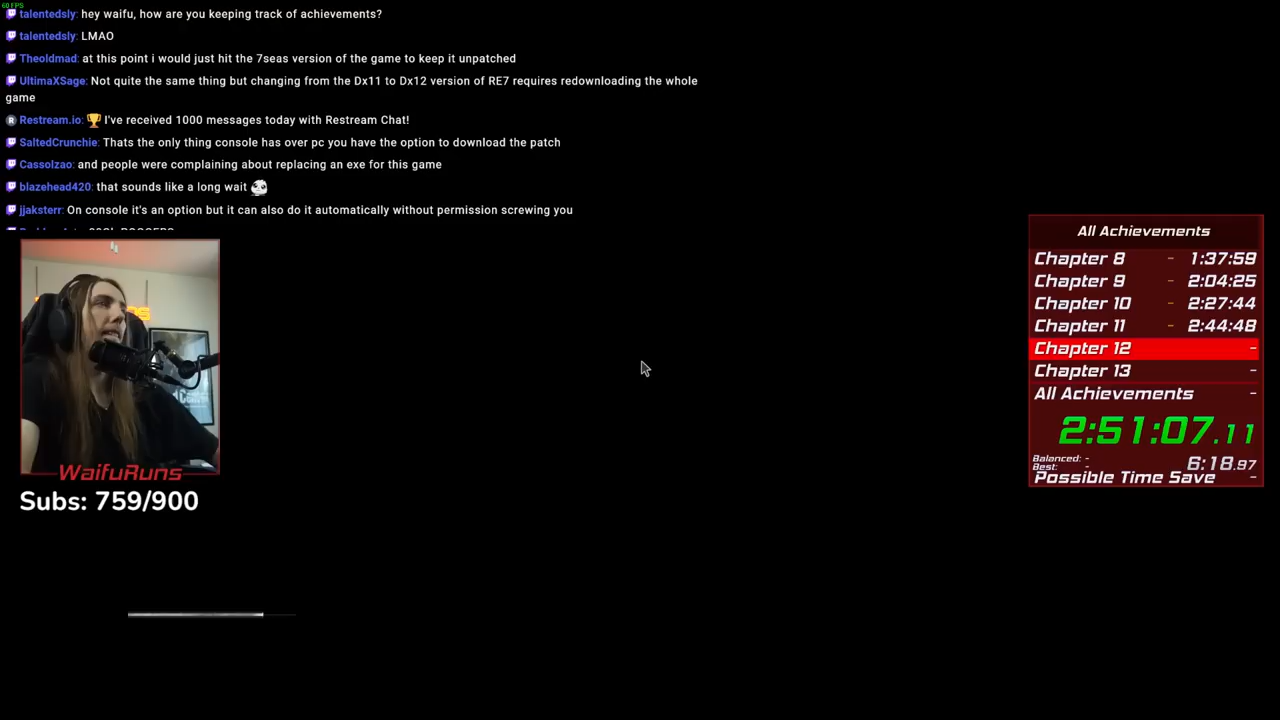 60 FPS
talentedsly: hey waifu, how are you keeping track of achievements?
talentedsly: LMAO
Theoldmad: at this point i would just hit the 7seas version of the game to keep it unpatched
UltimaXSage: Not quite the same thing but changing from the Dx11 to Dx12 version of RE7 requires redownloading the whole
game
Restream.io: 🏆 I've received 1000 messages today with Restream Chat!
SaltedCrunchie: Thats the only thing console has over pc you have the option to download the patch
Cassolzao: and people were complaining about replacing an exe for this game
blazehead420: that sounds like a long wait
jjaksterr: On console it's an option but it can also do it automatically without permission screwing you
WaifuRuns
Subs: 759/900
All Achievements
Chapter 8 - 1:37:59
Chapter 9 - 2:04:25
Chapter 10 - 2:27:44
Chapter 11 - 2:44:48
Chapter 12 -
Chapter 13 -
All Achievements -
2:51:07.11
Balanced: -
Best: - 6:18.97
Possible Time Save -